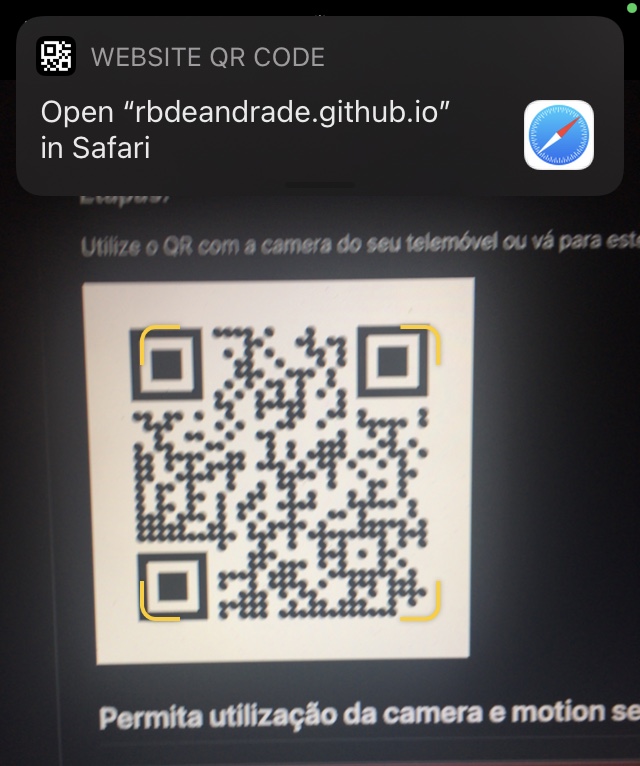 WEBSITE QR CODE
Open “rbdeandrade.github.io”
in Safari
Etapas:
Utilize o QR com a camera do seu telemóvel ou vá para este
Permita utilização da camera e motion se